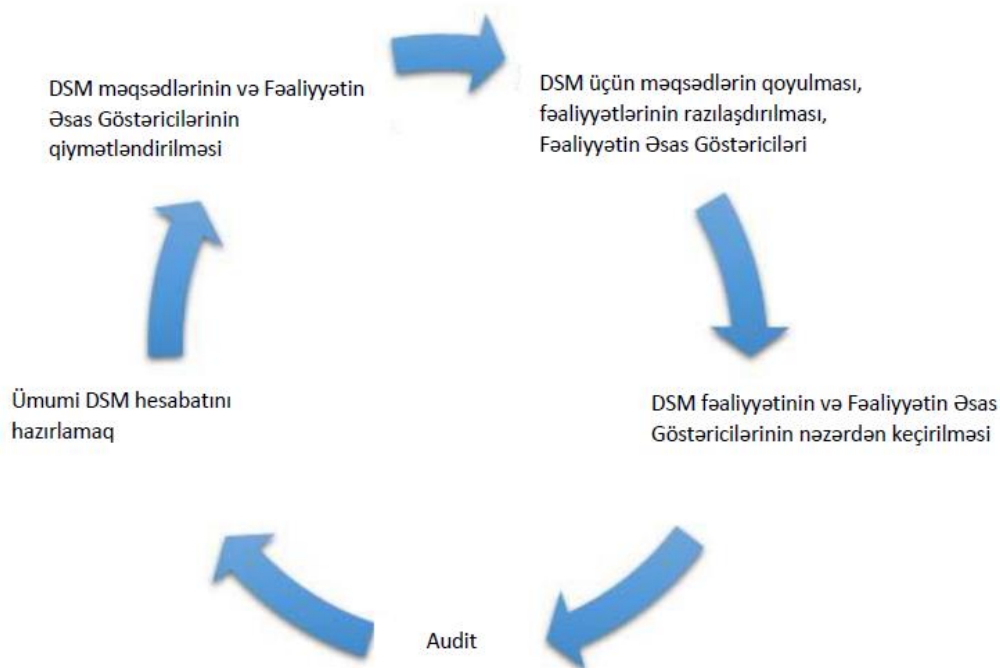 DSM məqsədlərinin və Fəaliyyətin
Əsas Göstəricilərinin
qiymətləndirilməsi
DSM üçün məqsədlərin qoyulması,
fəaliyyətlərinin razılaşdırılması,
Fəaliyyətin Əsas Göstəriciləri
DSM fəaliyyətinin və Fəaliyyətin Əsas
Göstəricilərinin nəzərdən keçirilməsi
Audit
Ümumi DSM hesabatını
hazırlamaq